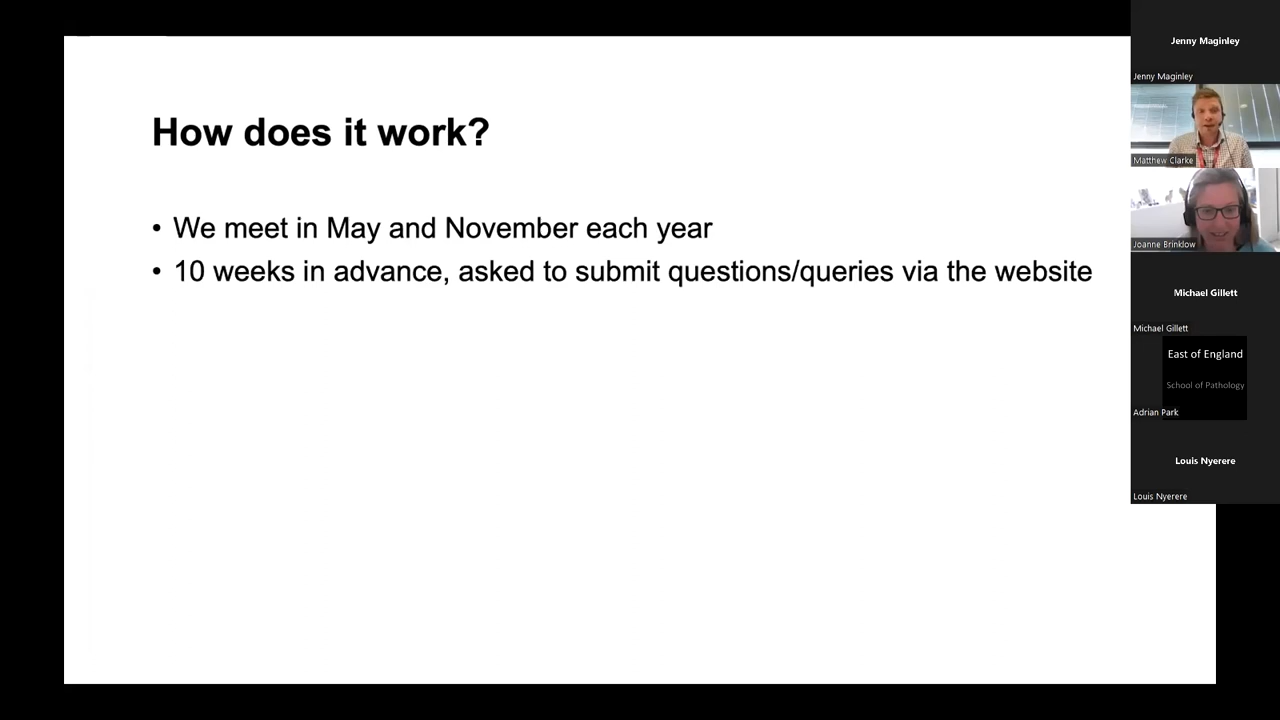 How does it work?
• We meet in May and November each year
• 10 weeks in advance, asked to submit questions/queries via the website
Jenny Maginley
Jenny Maginley
Matthew Clarke
Joanne Brinklow
Michael Gillett
Michael Gillett
East of England
School of Pathology
Adrian Park
Louis Nyerere
Louis Nyerere